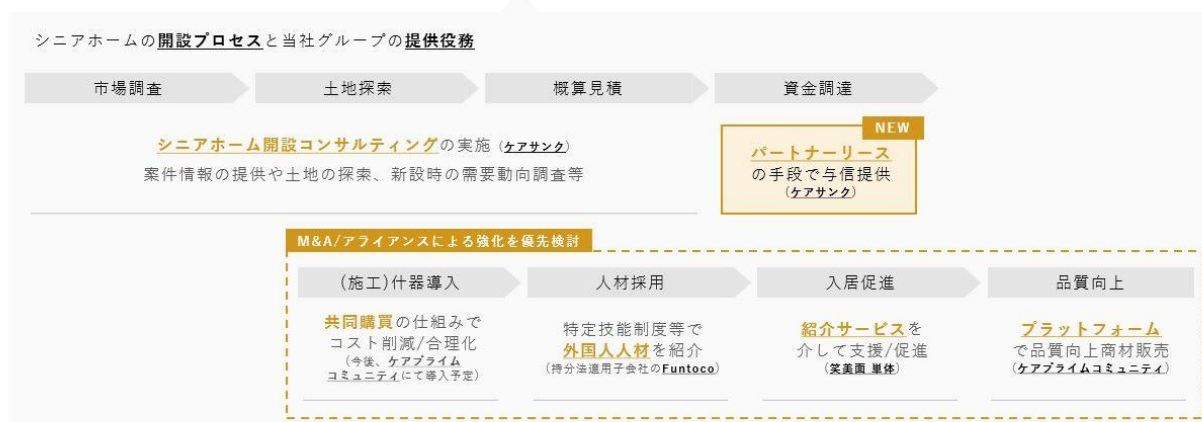 シニアホームの開設プロセスと当社グループの提供役務
市場調査
土地探索
概算見積
資金調達
シニアホーム開設コンサルティングの実施（ケアサンク）
案件情報の提供や土地の探索、新設時の需要動向調査等
NEW
パートナーリース
の手段で与信提供
（ケアサンク）
M&A/アライアンスによる強化を優先検討
(施工)什器導入
人材採用
入居促進
品質向上
共同購買の仕組みで
コスト削減/合理化
（今後、ケアプライム
コミュニティにて導入予定）
特定技能制度等で
外国人人材を紹介
（持分法適用子会社のFuntoco）
紹介サービスを
介して支援/促進
（笑美面 単体）
プラットフォーム
で品質向上商材販売
（ケアプライムコミュニティ）